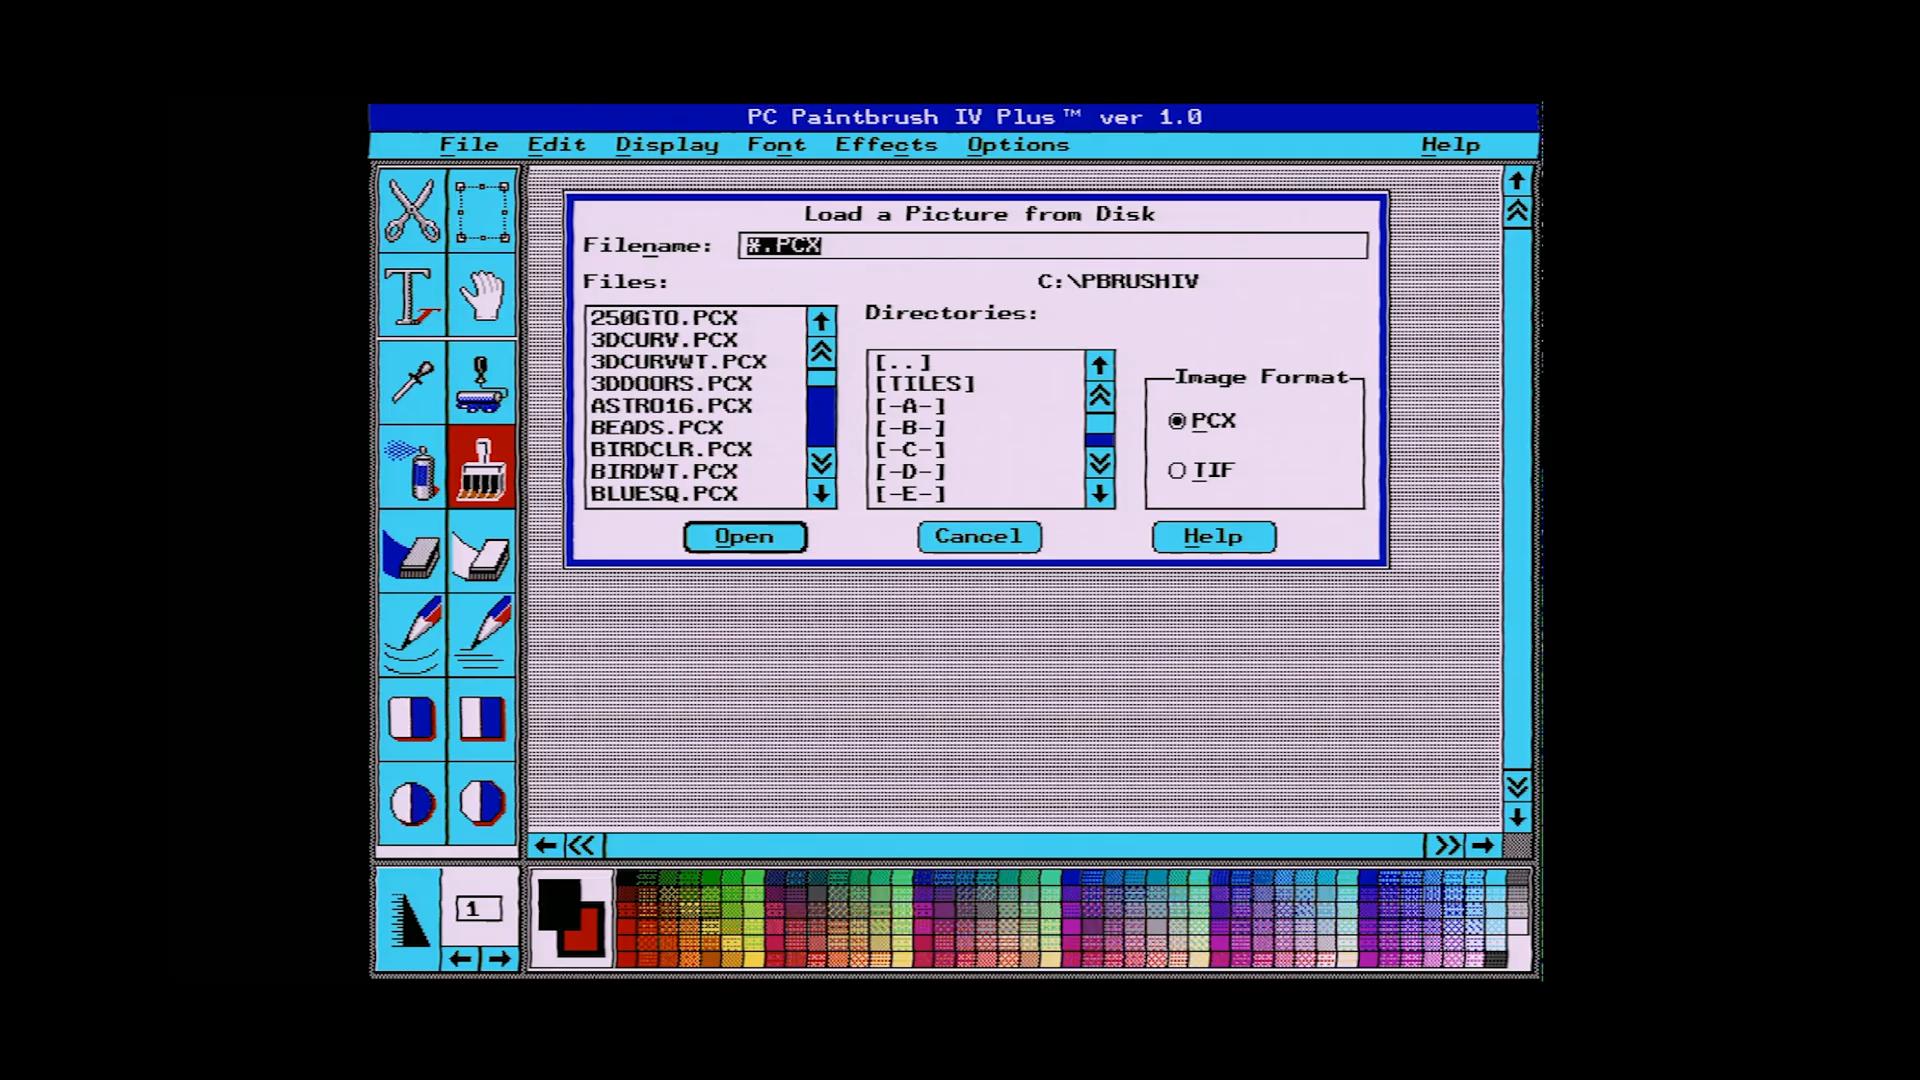 PC Paintbrush IV Plus™ ver 1.0
File Edit Display Font Effects Options Help
Load a Picture from Disk
Filename: *.PCX
Files: C:\PBRUSHIV
Directories:
250GTO.PCX
3DCURV.PCX
3DCURVWT.PCX
3DDOORS.PCX
ASTRO16.PCX
BEADS.PCX
BIRDCLR.PCX
BIRDWT.PCX
BLUESQ.PCX
[..]
[TILES]
[-A-]
[-B-]
[-C-]
[-D-]
[-E-]
Image Format
PCX
TIF
Open Cancel Help
T
1